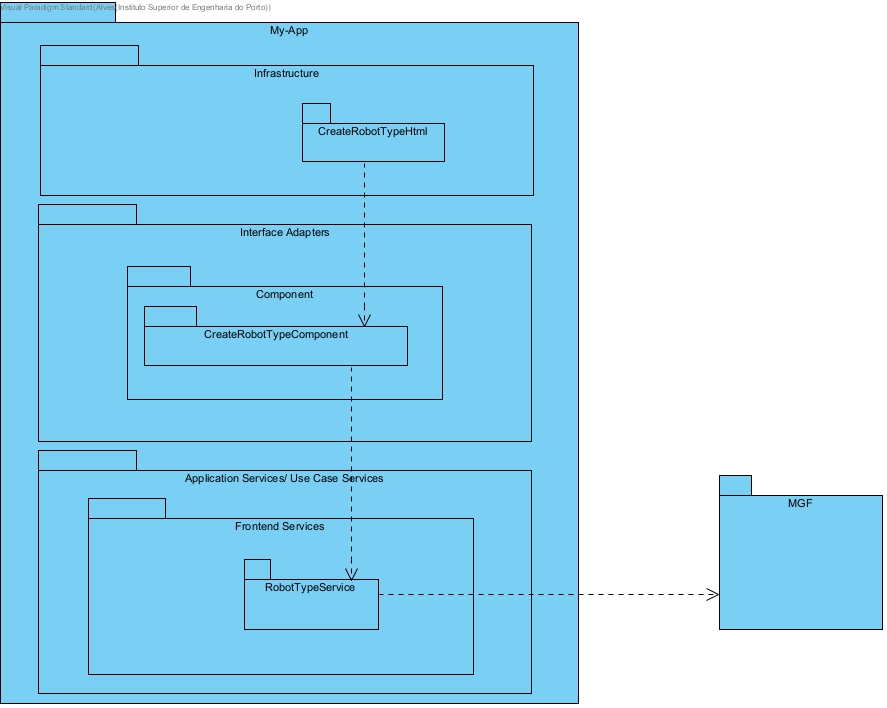 Visual Paradigm Standard(Alves(Instituto Superior de Engenharia do Porto))
My-App
Infrastructure
CreateRobotTypeHtml
Interface Adapters
Component
CreateRobotTypeComponent
Application Services/ Use Case Services
Frontend Services
RobotTypeService
MGF